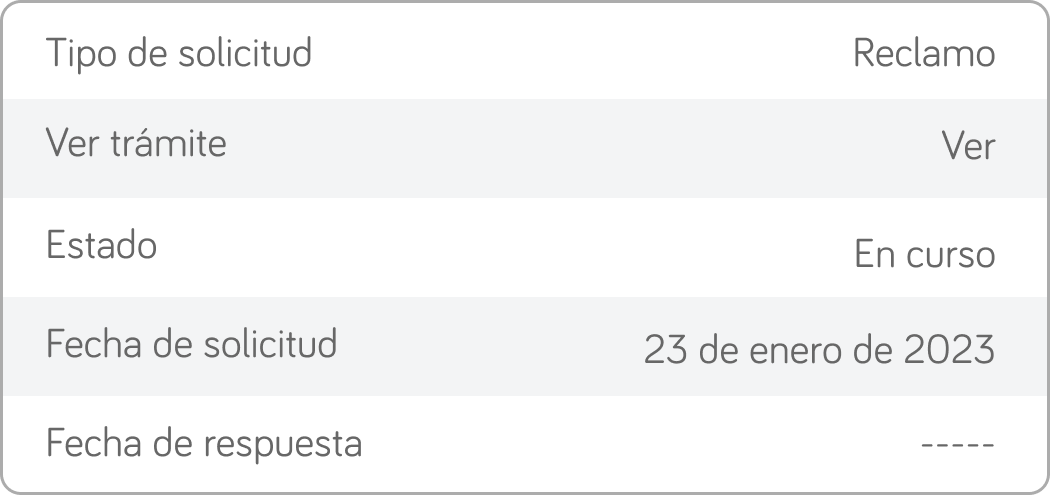 Tipo de solicitud Reclamo
Ver trámite Ver
Estado En curso
Fecha de solicitud 23 de enero de 2023
Fecha de respuesta -----